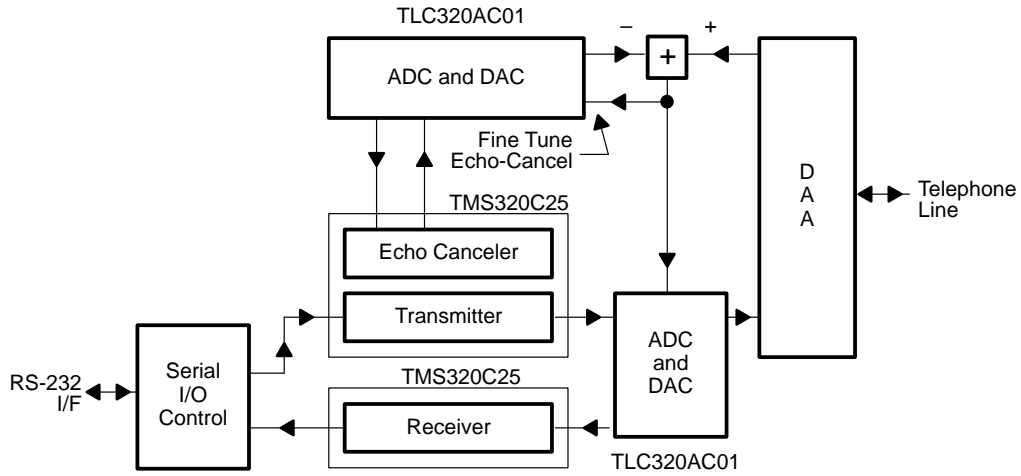 TLC320AC01
ADC and DAC
−
+
+
Fine Tune
Echo-Cancel
D
A
A
Telephone
Line
TMS320C25
Echo Canceler
Transmitter
ADC
and
DAC
TLC320AC01
RS-232
I/F
Serial
I/O
Control
TMS320C25
Receiver